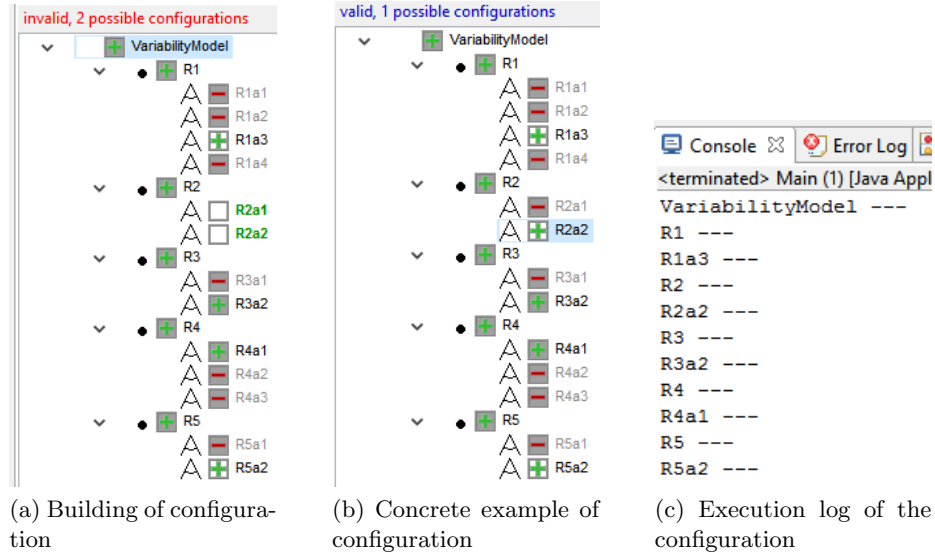 invalid, 2 possible configurations
VariabilityModel
R1
R1a1
R1a2
R1a3
R1a4
R2
R2a1
R2a2
R3
R3a1
R3a2
R4
R4a1
R4a2
R4a3
R5
R5a1
R5a2
(a) Building of configura-
tion
valid, 1 possible configurations
VariabilityModel
R1
R1a1
R1a2
R1a3
R1a4
R2
R2a1
R2a2
R3
R3a1
R3a2
R4
R4a1
R4a2
R4a3
R5
R5a1
R5a2
(b) Concrete example of
configuration
Console Error Log
<terminated> Main (1) [Java Appl
VariabilityModel ---
R1 ---
R1a3 ---
R2 ---
R2a2 ---
R3 ---
R3a2 ---
R4 ---
R4a1 ---
R5 ---
R5a2 ---
(c) Execution log of the
configuration